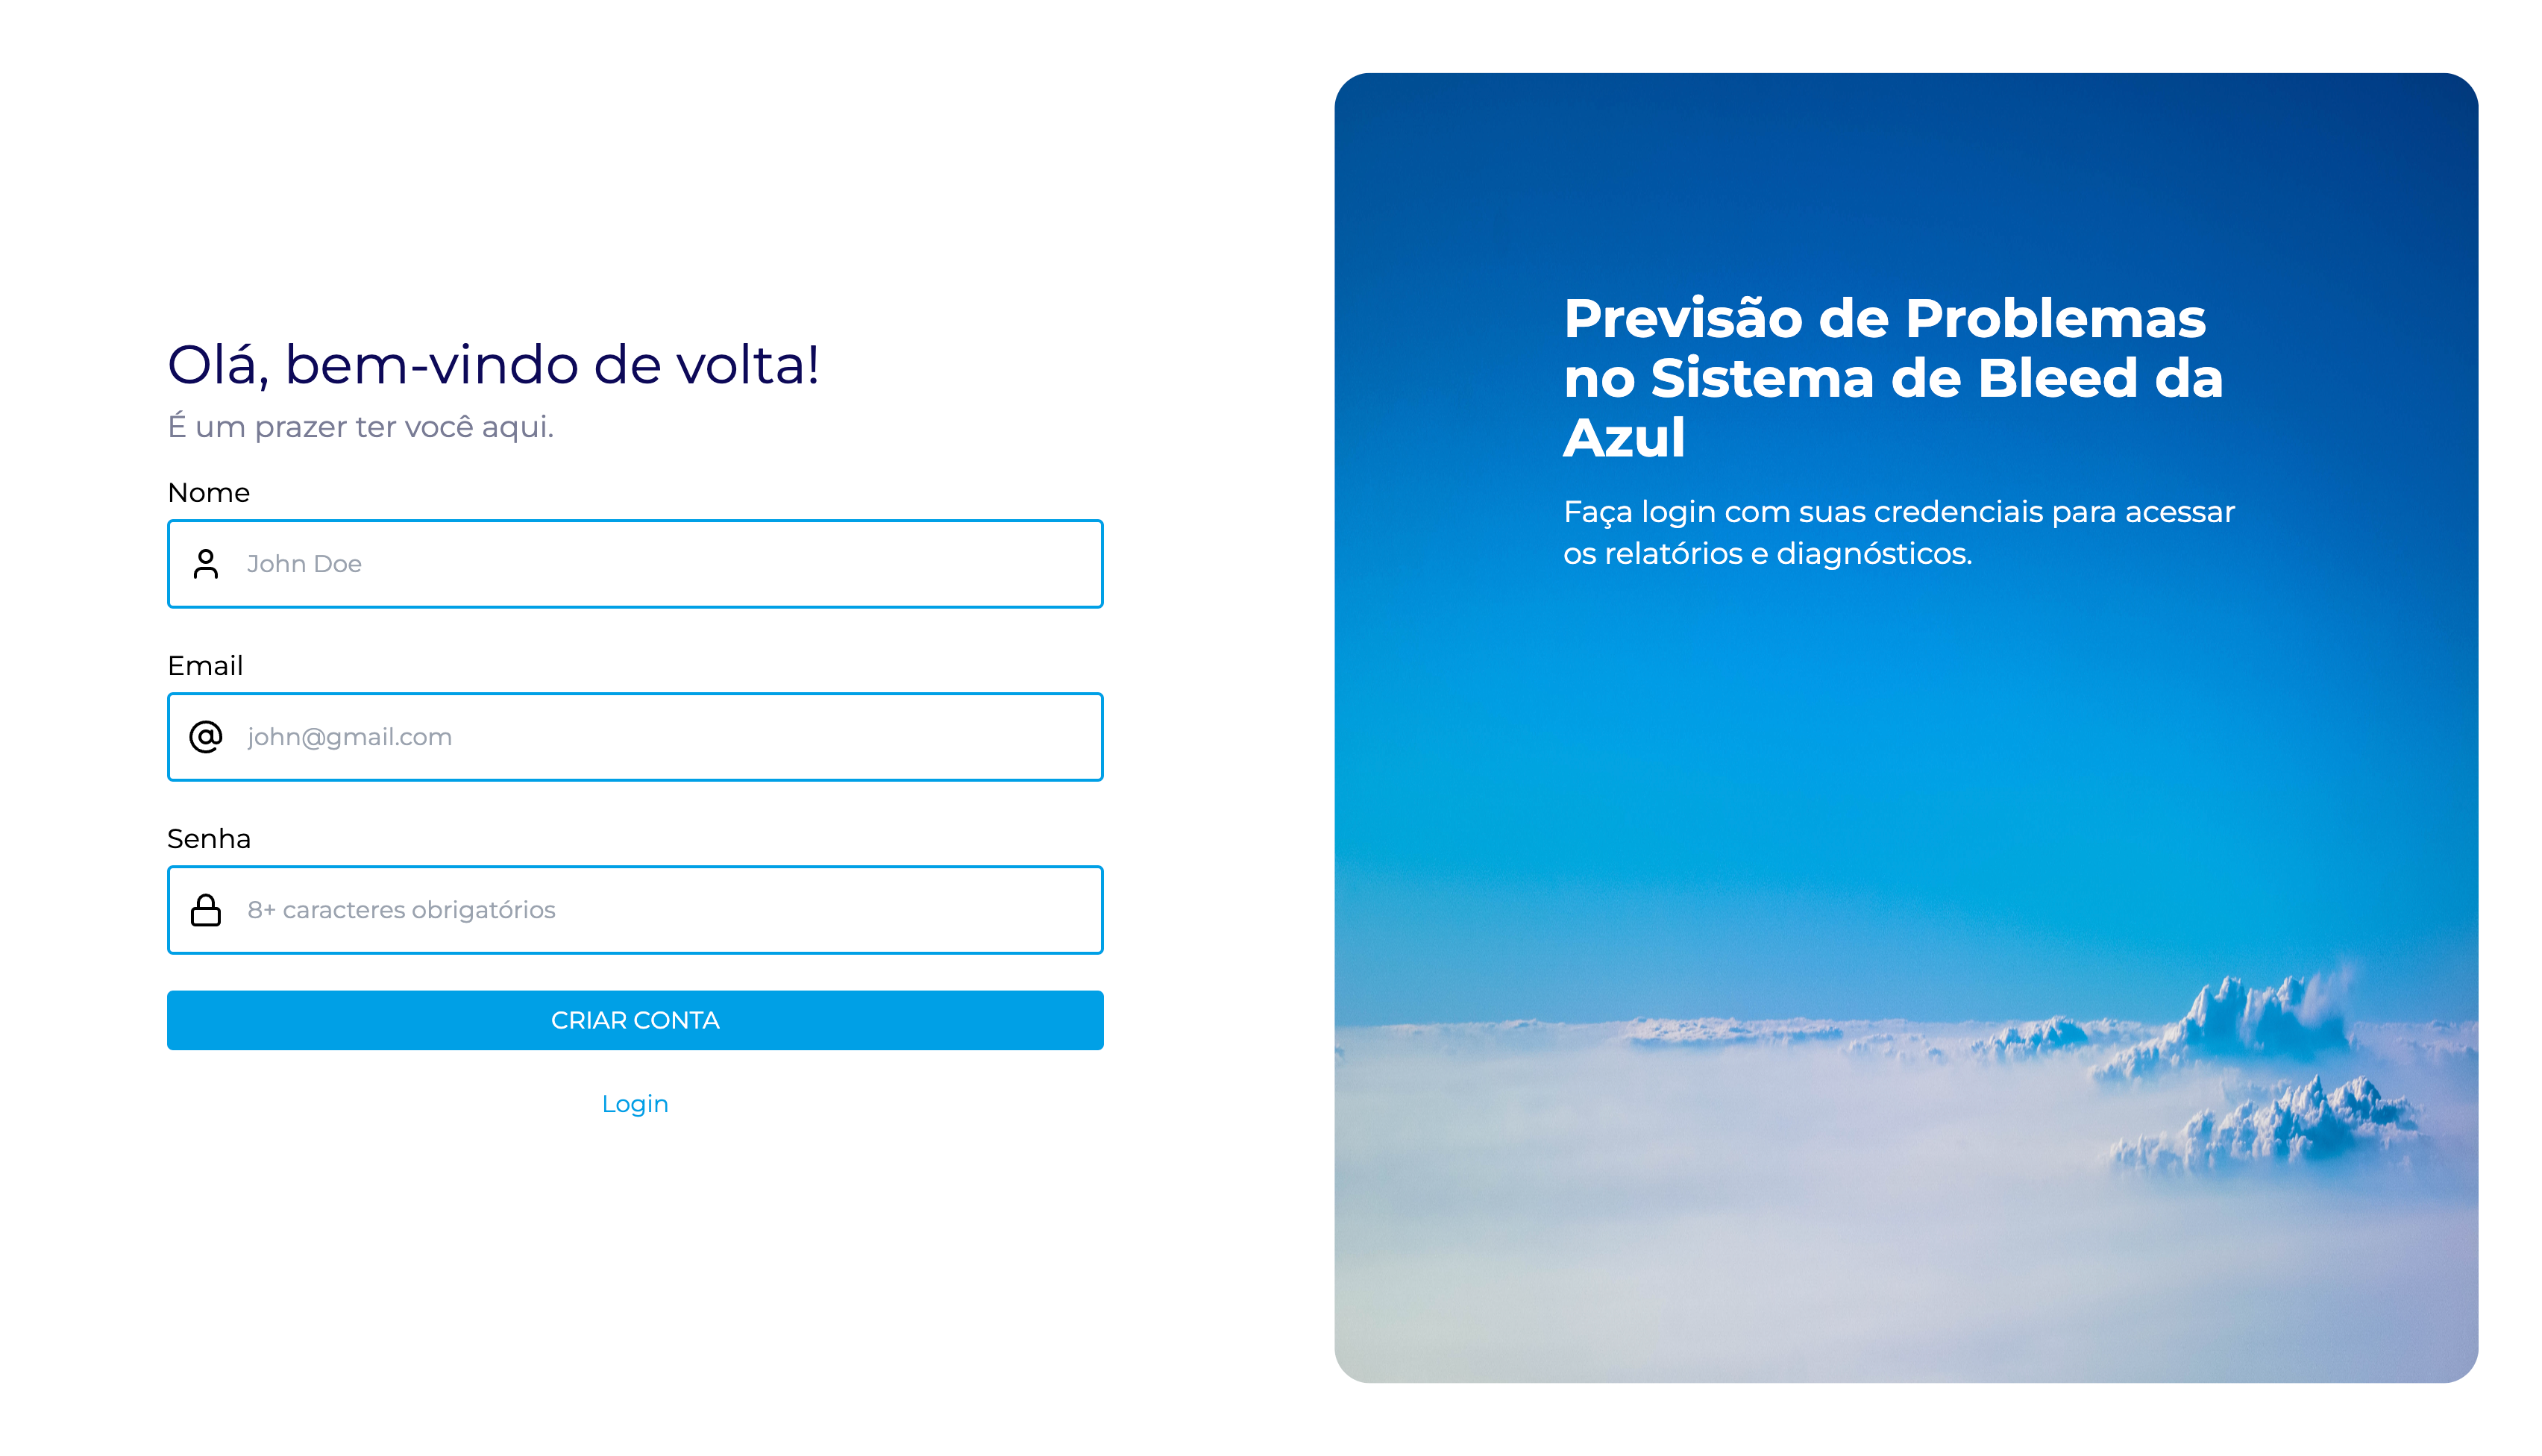 Olá, bem-vindo de volta!
É um prazer ter você aqui.
Nome
John Doe
Email
john@gmail.com
Senha
8+ caracteres obrigatórios
CRIAR CONTA
Login
Previsão de Problemas
no Sistema de Bleed da
Azul
Faça login com suas credenciais para acessar
os relatórios e diagnósticos.